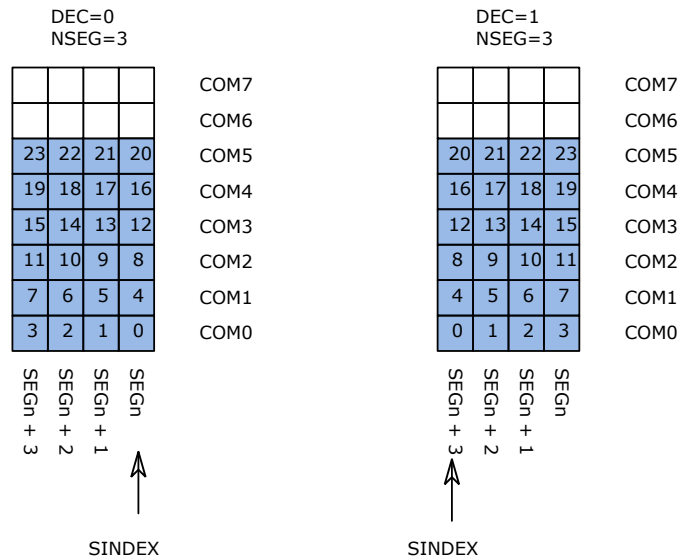 DEC=0
NSEG=3
COM7
COM6
23 22 21 20 COM5
19 18 17 16 COM4
15 14 13 12 COM3
11 10 9 8 COM2
7 6 5 4 COM1
3 2 1 0 COM0
SEGn + 3
SEGn + 2
SEGn + 1
SEGn
SINDEX
DEC=1
NSEG=3
COM7
COM6
20 21 22 23 COM5
16 17 18 19 COM4
12 13 14 15 COM3
8 9 10 11 COM2
4 5 6 7 COM1
0 1 2 3 COM0
SEGn + 3
SEGn + 2
SEGn + 1
SEGn
SINDEX